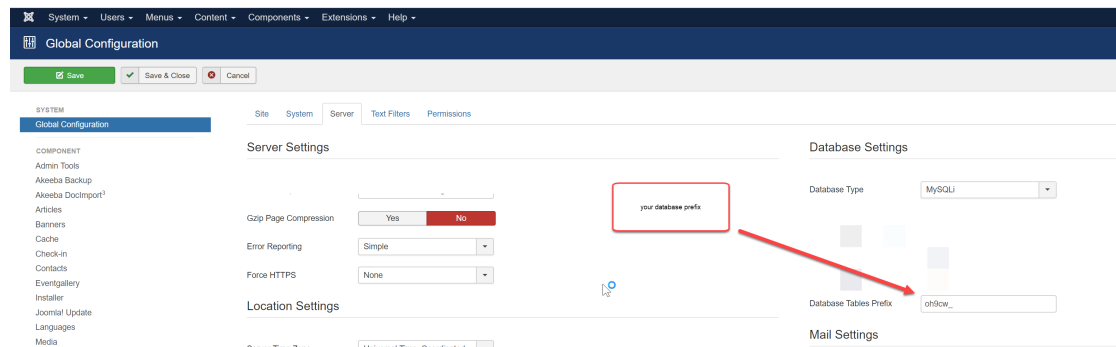 System Users Menus Content Components Extensions Help
Global Configuration
Save Save & Close Cancel
SYSTEM
Global Configuration
COMPONENT
Admin Tools
Akeeba Backup
Akeeba DocImport³
Articles
Banners
Cache
Check-in
Contacts
Eventgallery
Installer
Joomla! Update
Languages
Media
Site System Server Text Filters Permissions
Server Settings
Gzip Page Compression Yes No
Error Reporting Simple
Force HTTPS None
Location Settings
your database prefix
Database Settings
Database Type MySQLi
Database Tables Prefix oh9cw_
Mail Settings